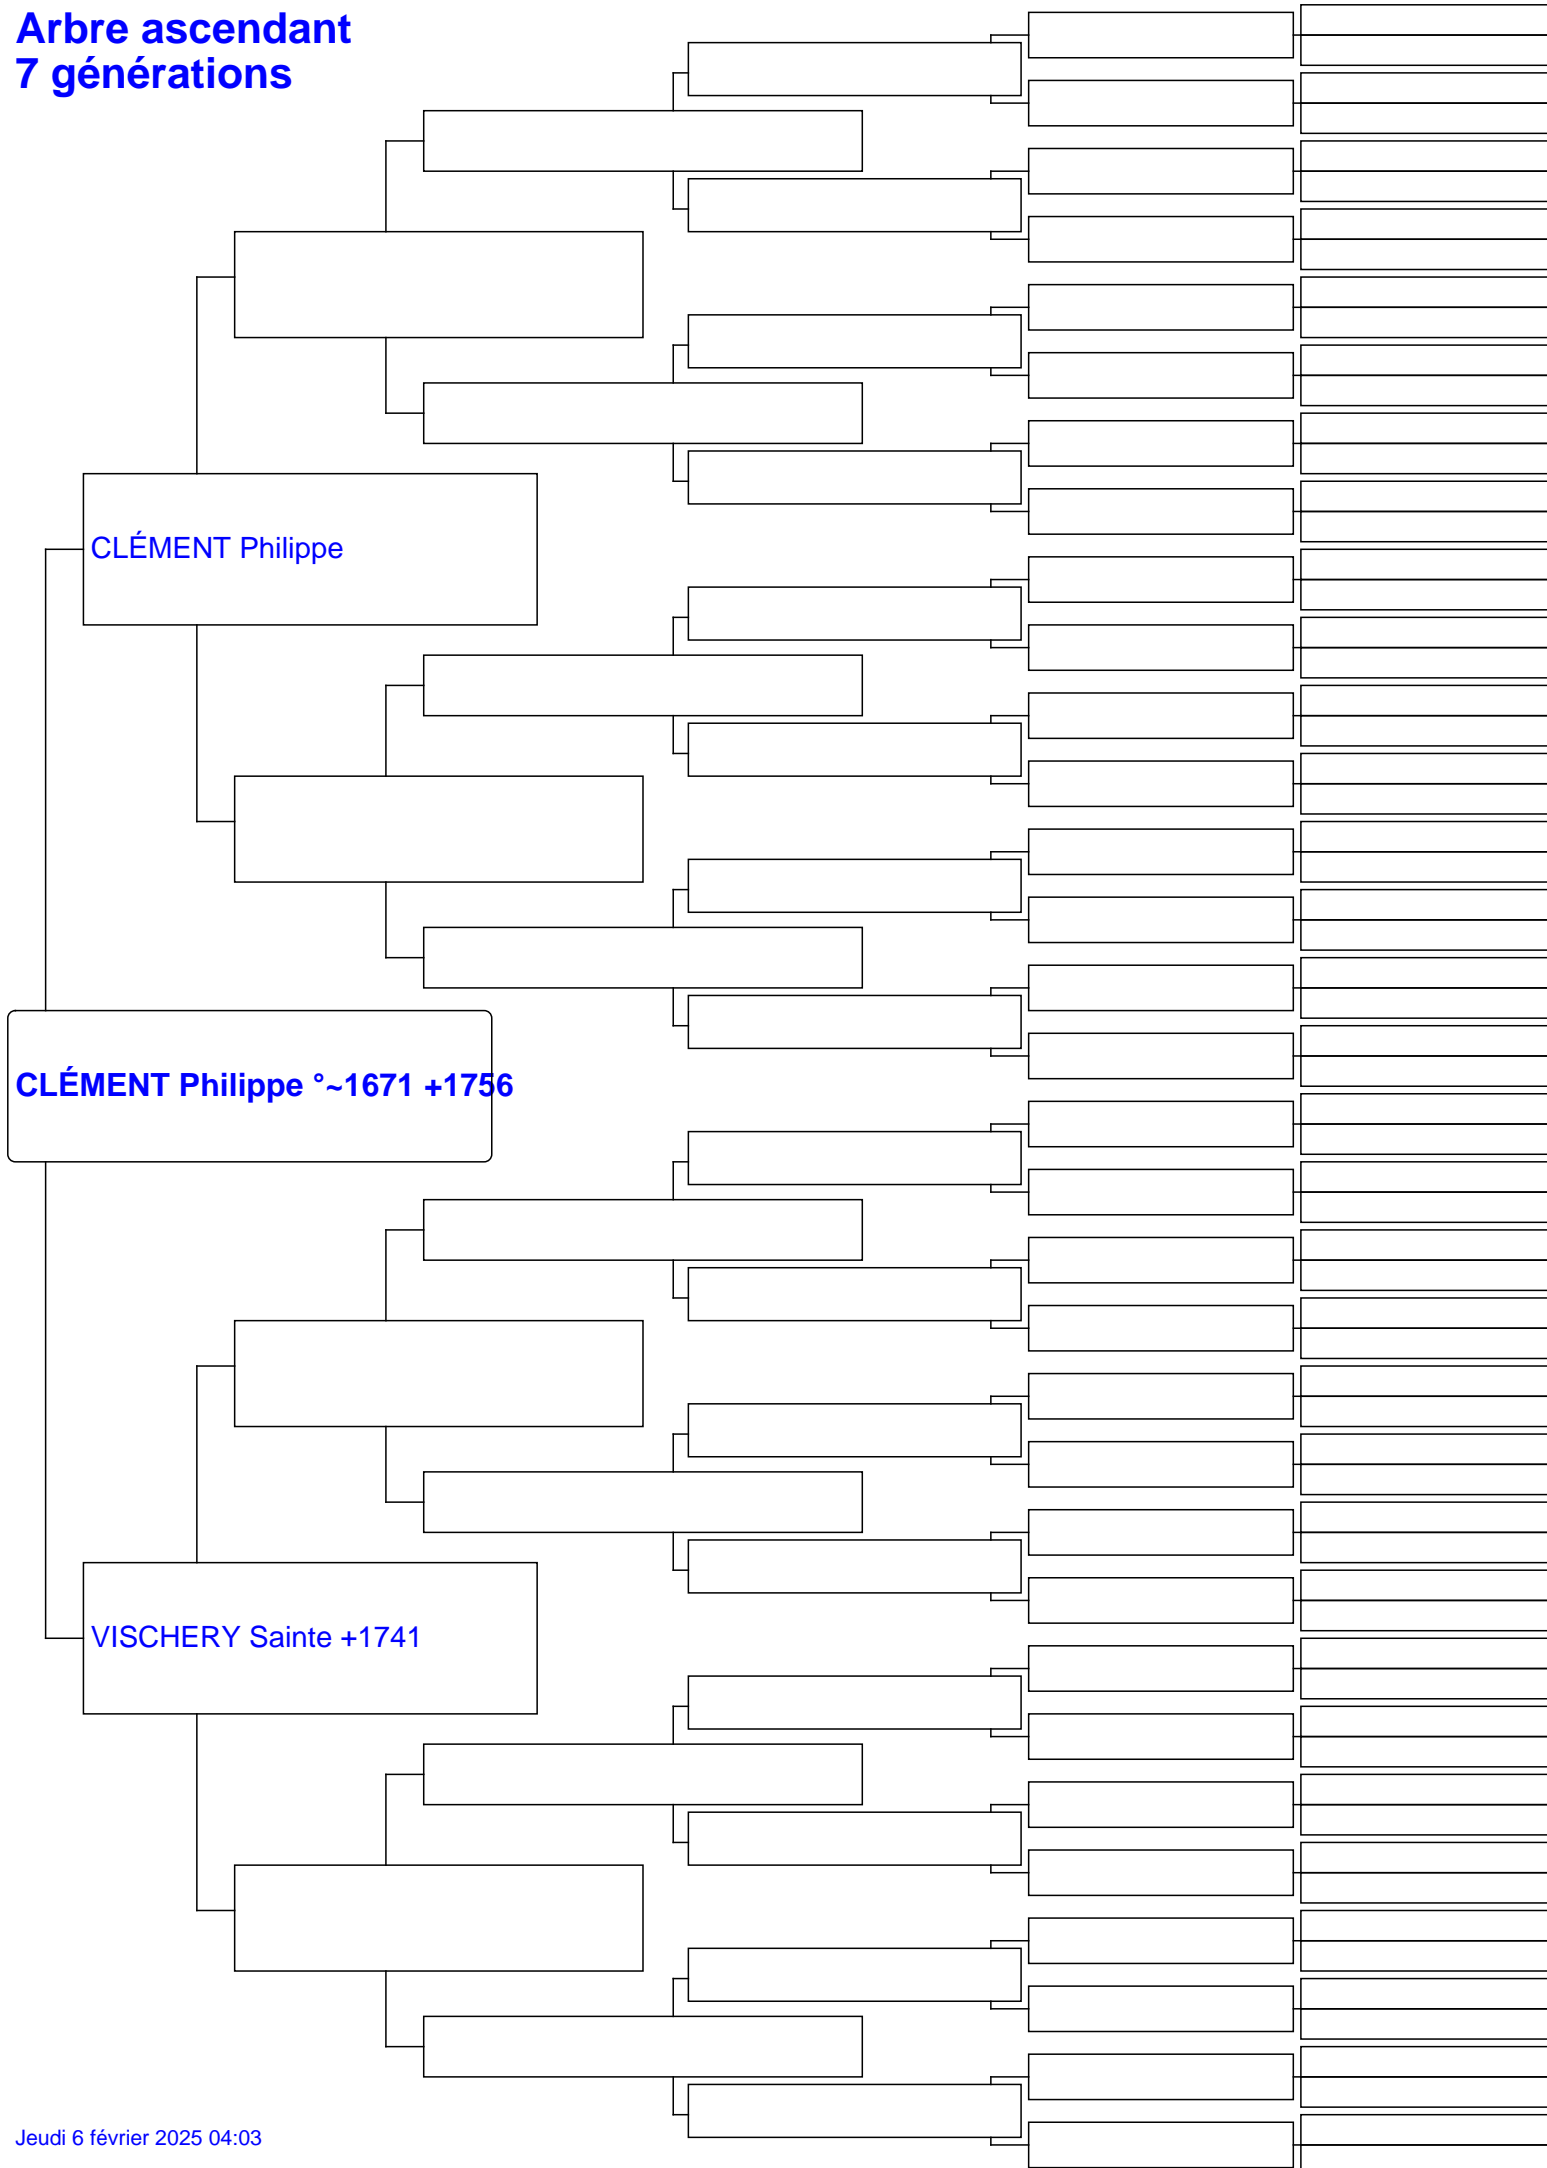 Arbre ascendant
7 générations
CLÉMENT Philippe
CLÉMENT Philippe °~1671 +1756
VISCHERY Sainte +1741
Jeudi 6 février 2025 04:03